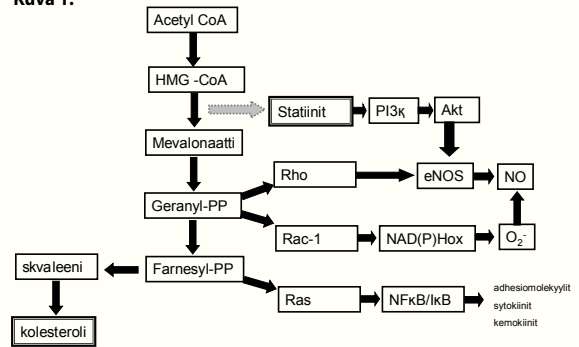 Kuva 1.
Acetyl CoA
HMG -CoA
Statiinit
PI3κ
Akt
Mevalonaatti
Rho
eNOS
NO
Geranyl-PP
Rac-1
NAD(P)Hox
O2-
skvaleeni
Farnesyl-PP
Ras
NFκB/IκB
adhesiomolekyylit
sytokiinit
kemokiinit
kolesteroli